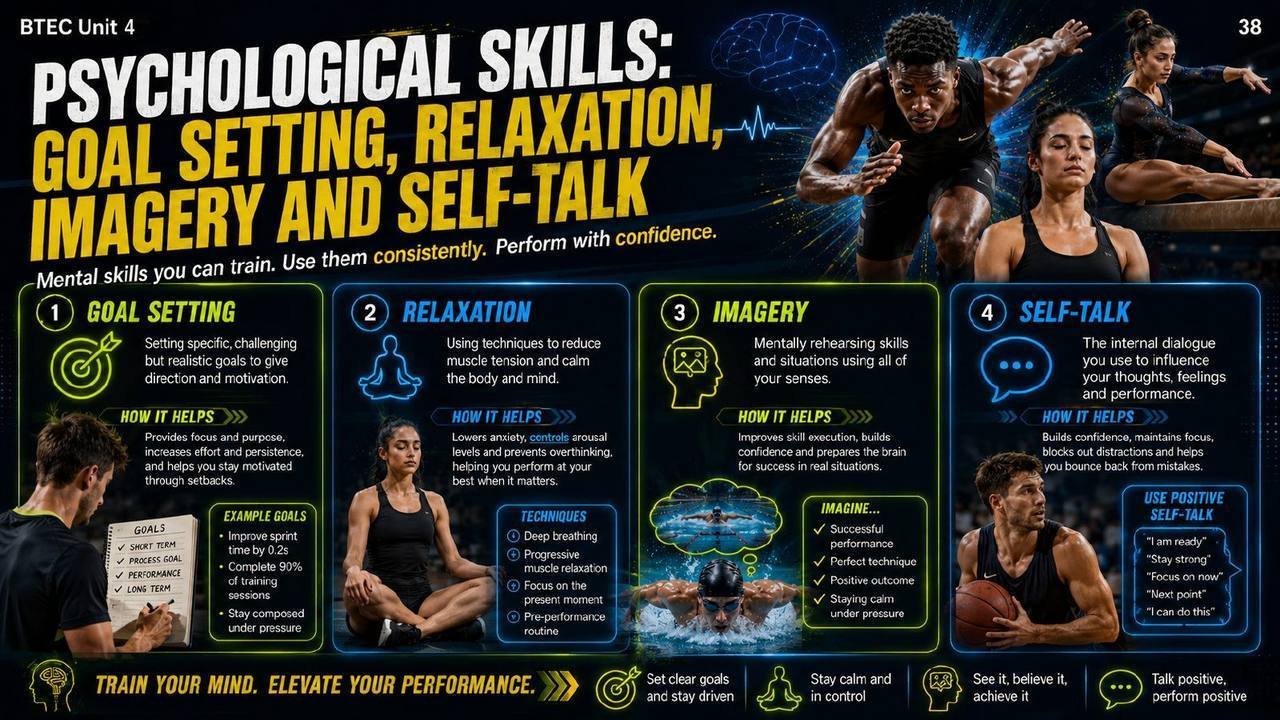 BTEC Unit 4
38
PSYCHOLOGICAL SKILLS:
GOAL SETTING, RELAXATION,
IMAGERY AND SELF-TALK
Mental skills you can train. Use them consistently. Perform with confidence.
1 GOAL SETTING
Setting specific, challenging
but realistic goals to give
direction and motivation.
HOW IT HELPS
Provides focus and purpose,
increases effort and persistence,
and helps you stay motivated
through setbacks.
GOALS
✓ SHORT TERM
✓ PROCESS GOAL
✓ PERFORMANCE
✓ LONG TERM
EXAMPLE GOALS
• Improve sprint
time by 0.2s
• Complete 90%
of training
sessions
• Stay composed
under pressure
2 RELAXATION
Using techniques to reduce
muscle tension and calm
the body and mind.
HOW IT HELPS
Lowers anxiety, controls arousal
levels and prevents overthinking,
helping you perform at your
best when it matters.
TECHNIQUES
Deep breathing
Progressive
muscle relaxation
Focus on the
present moment
Pre-performance
routine
3 IMAGERY
Mentally rehearsing skills
and situations using all of
your senses.
HOW IT HELPS
Improves skill execution, builds
confidence and prepares the brain
for success in real situations.
IMAGINE...
✓ Successful
performance
✓ Perfect technique
✓ Positive outcome
✓ Staying calm
under pressure
4 SELF-TALK
The internal dialogue
you use to influence
your thoughts, feelings
and performance.
HOW IT HELPS
Builds confidence, maintains focus,
blocks out distractions and helps
you bounce back from mistakes.
USE POSITIVE
SELF-TALK
"I am ready"
"Stay strong"
"Focus on now"
"Next point"
"I can do this"
TRAIN YOUR MIND. ELEVATE YOUR PERFORMANCE.
Set clear goals
and stay driven
Stay calm and
in control
See it, believe it,
achieve it
Talk positive,
perform positive